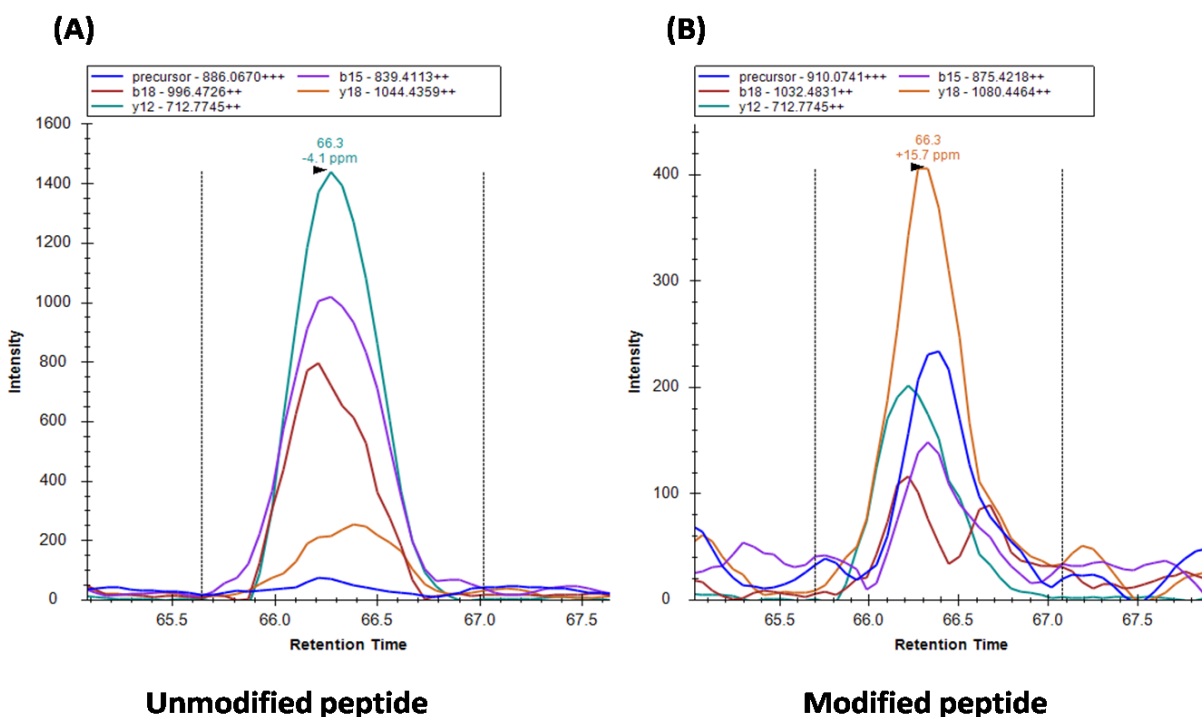 (A)
precursor - 886.0670+++ b15 - 839.4113++
b18 - 996.4726++ y18 - 1044.4359++
y12 - 712.7745++
1600
1400
1200
1000
800
600
400
200
0
66.3
-4.1 ppm
Intensity
65.5 66.0 66.5 67.0 67.5
Retention Time
Unmodified peptide
(B)
precursor - 910.0741+++ b15 - 875.4218++
b18 - 1032.4831++ y18 - 1080.4464++
y12 - 712.7745++
400
300
200
100
0
66.3
+15.7 ppm
Intensity
65.5 66.0 66.5 67.0 67.5
Retention Time
Modified peptide